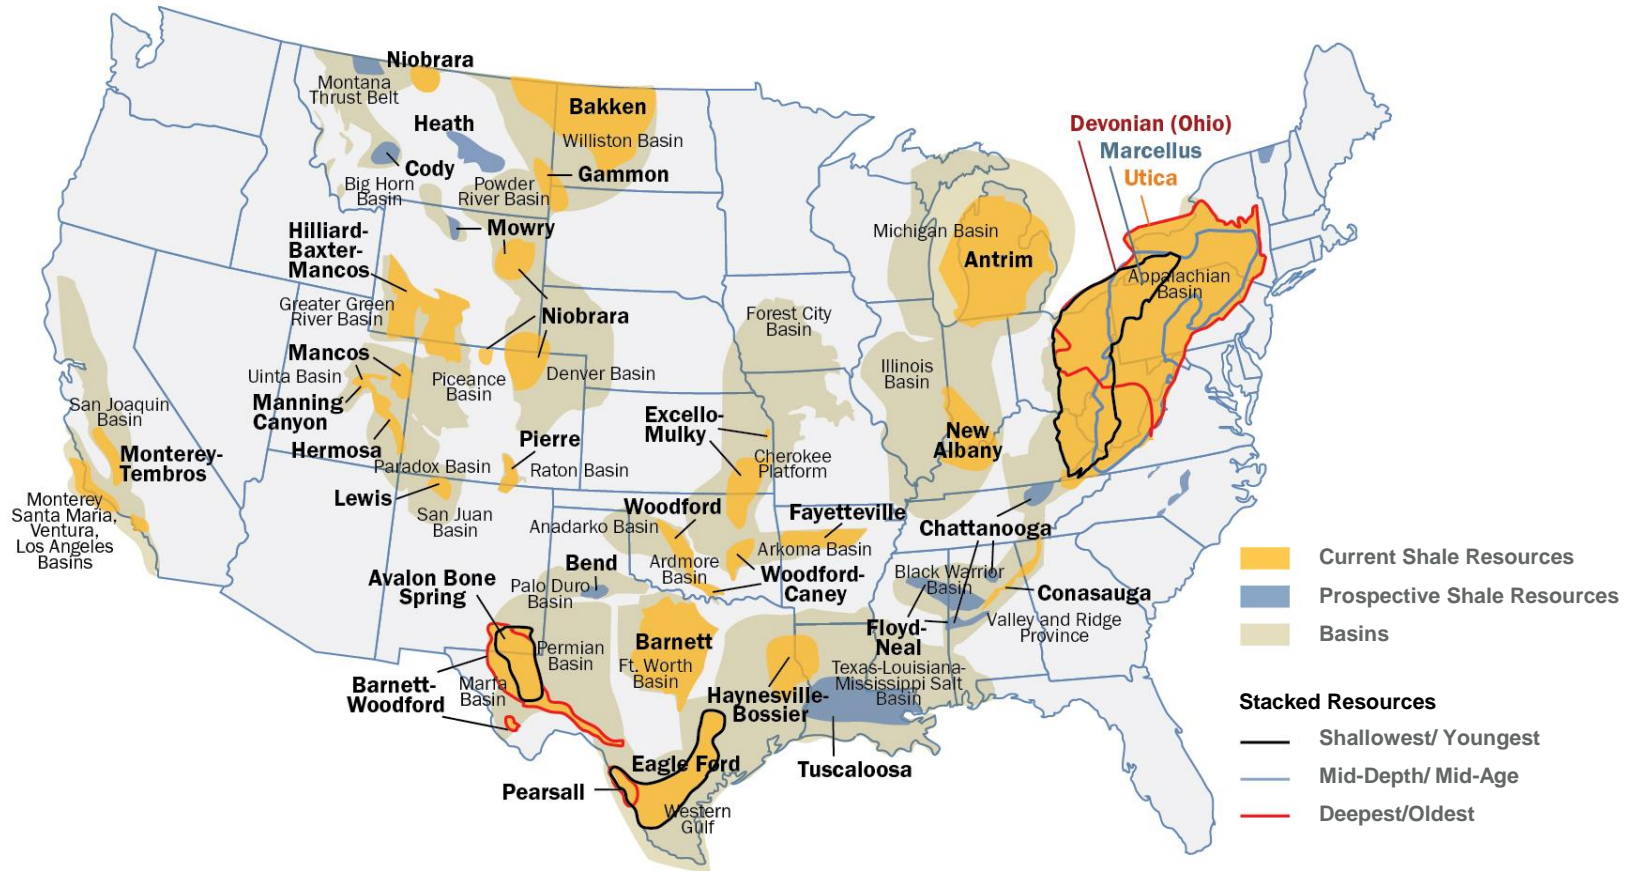 Niobrara
Montana
Thrust Belt
Bakken
Williston Basin
Heath
Cody
Gammon
Big Horn
Basin
Powder
River Basin
Mowry
Hilliard-
Baxter-
Mancos
Greater Green
River Basin
Niobrara
Mancos
Uinta Basin
Manning
Canyon
Hermosa
Piceance
Basin
Denver Basin
Paradox Basin
Pierre
Raton Basin
Lewis
San Juan
Basin
San Joaquin
Basin
Monterey-
Tembros
Monterey
Santa Maria,
Ventura,
Los Angeles
Basins
Forest City
Basin
Excello-
Mulky
Cherokee
Platform
Woodford
Anadarko Basin
Fayetteville
Arkoma Basin
Ardmore
Basin
Woodford-
Caney
Bend
Palo Duro
Basin
Avalon Bone
Spring
Permian
Basin
Barnett-
Woodford
Marfa
Basin
Barnett
Ft. Worth
Basin
Haynesville-
Bossier
Texas-Louisiana-
Mississippi Salt
Basin
Tuscaloosa
Eagle Ford
Pearsall
Western
Gulf
Michigan Basin
Antrim
Illinois
Basin
New
Albany
Devonian (Ohio)
Marcellus
Utica
Appalachian
Basin
Chattanooga
Black Warrior
Basin
Conasauga
Floyd-
Neal
Valley and Ridge
Province
Current Shale Resources
Prospective Shale Resources
Basins
Stacked Resources
Shallowest/ Youngest
Mid-Depth/ Mid-Age
Deepest/Oldest